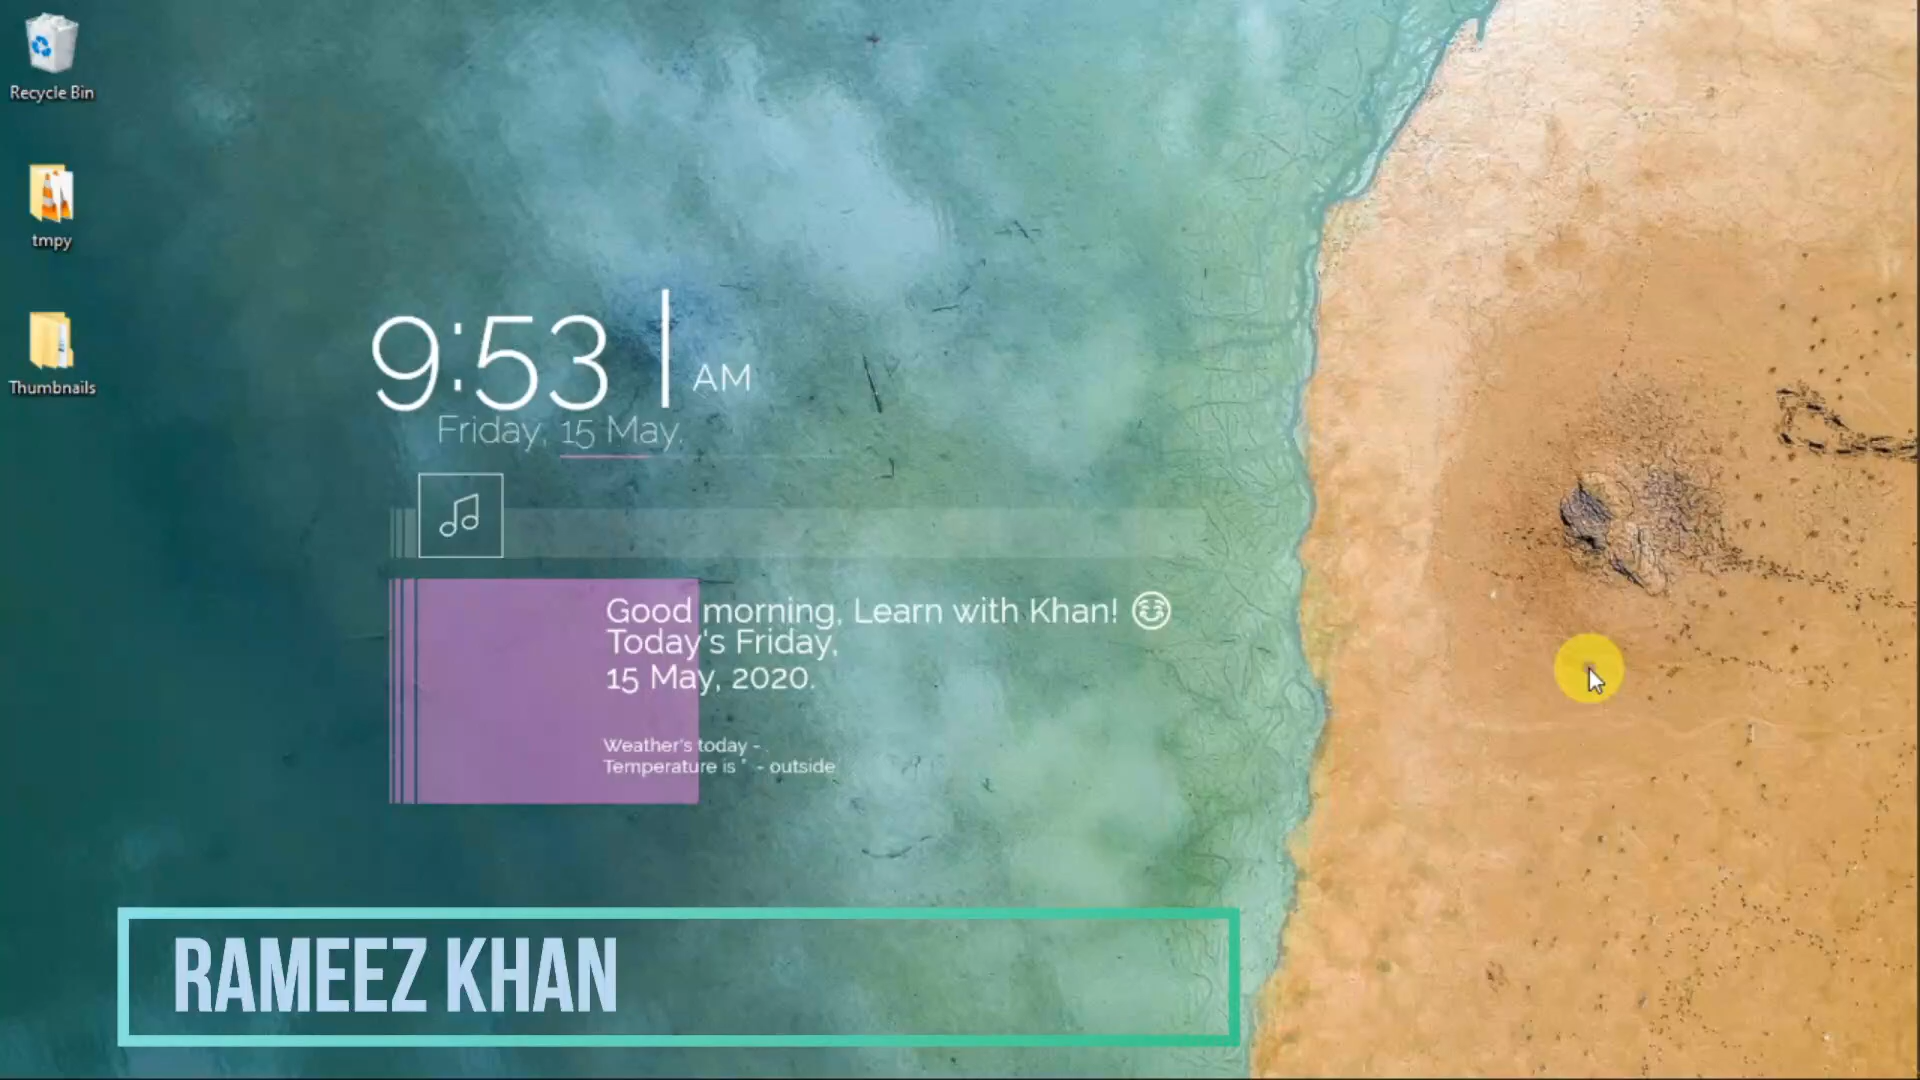 Recycle Bin
tmpy
Thumbnails
9:53 AM
Friday, 15 May.
Good morning, Learn with Khan!
Today's Friday,
15 May, 2020.
Weather's today -
Temperature is ° - outside
RAMEEZ KHAN